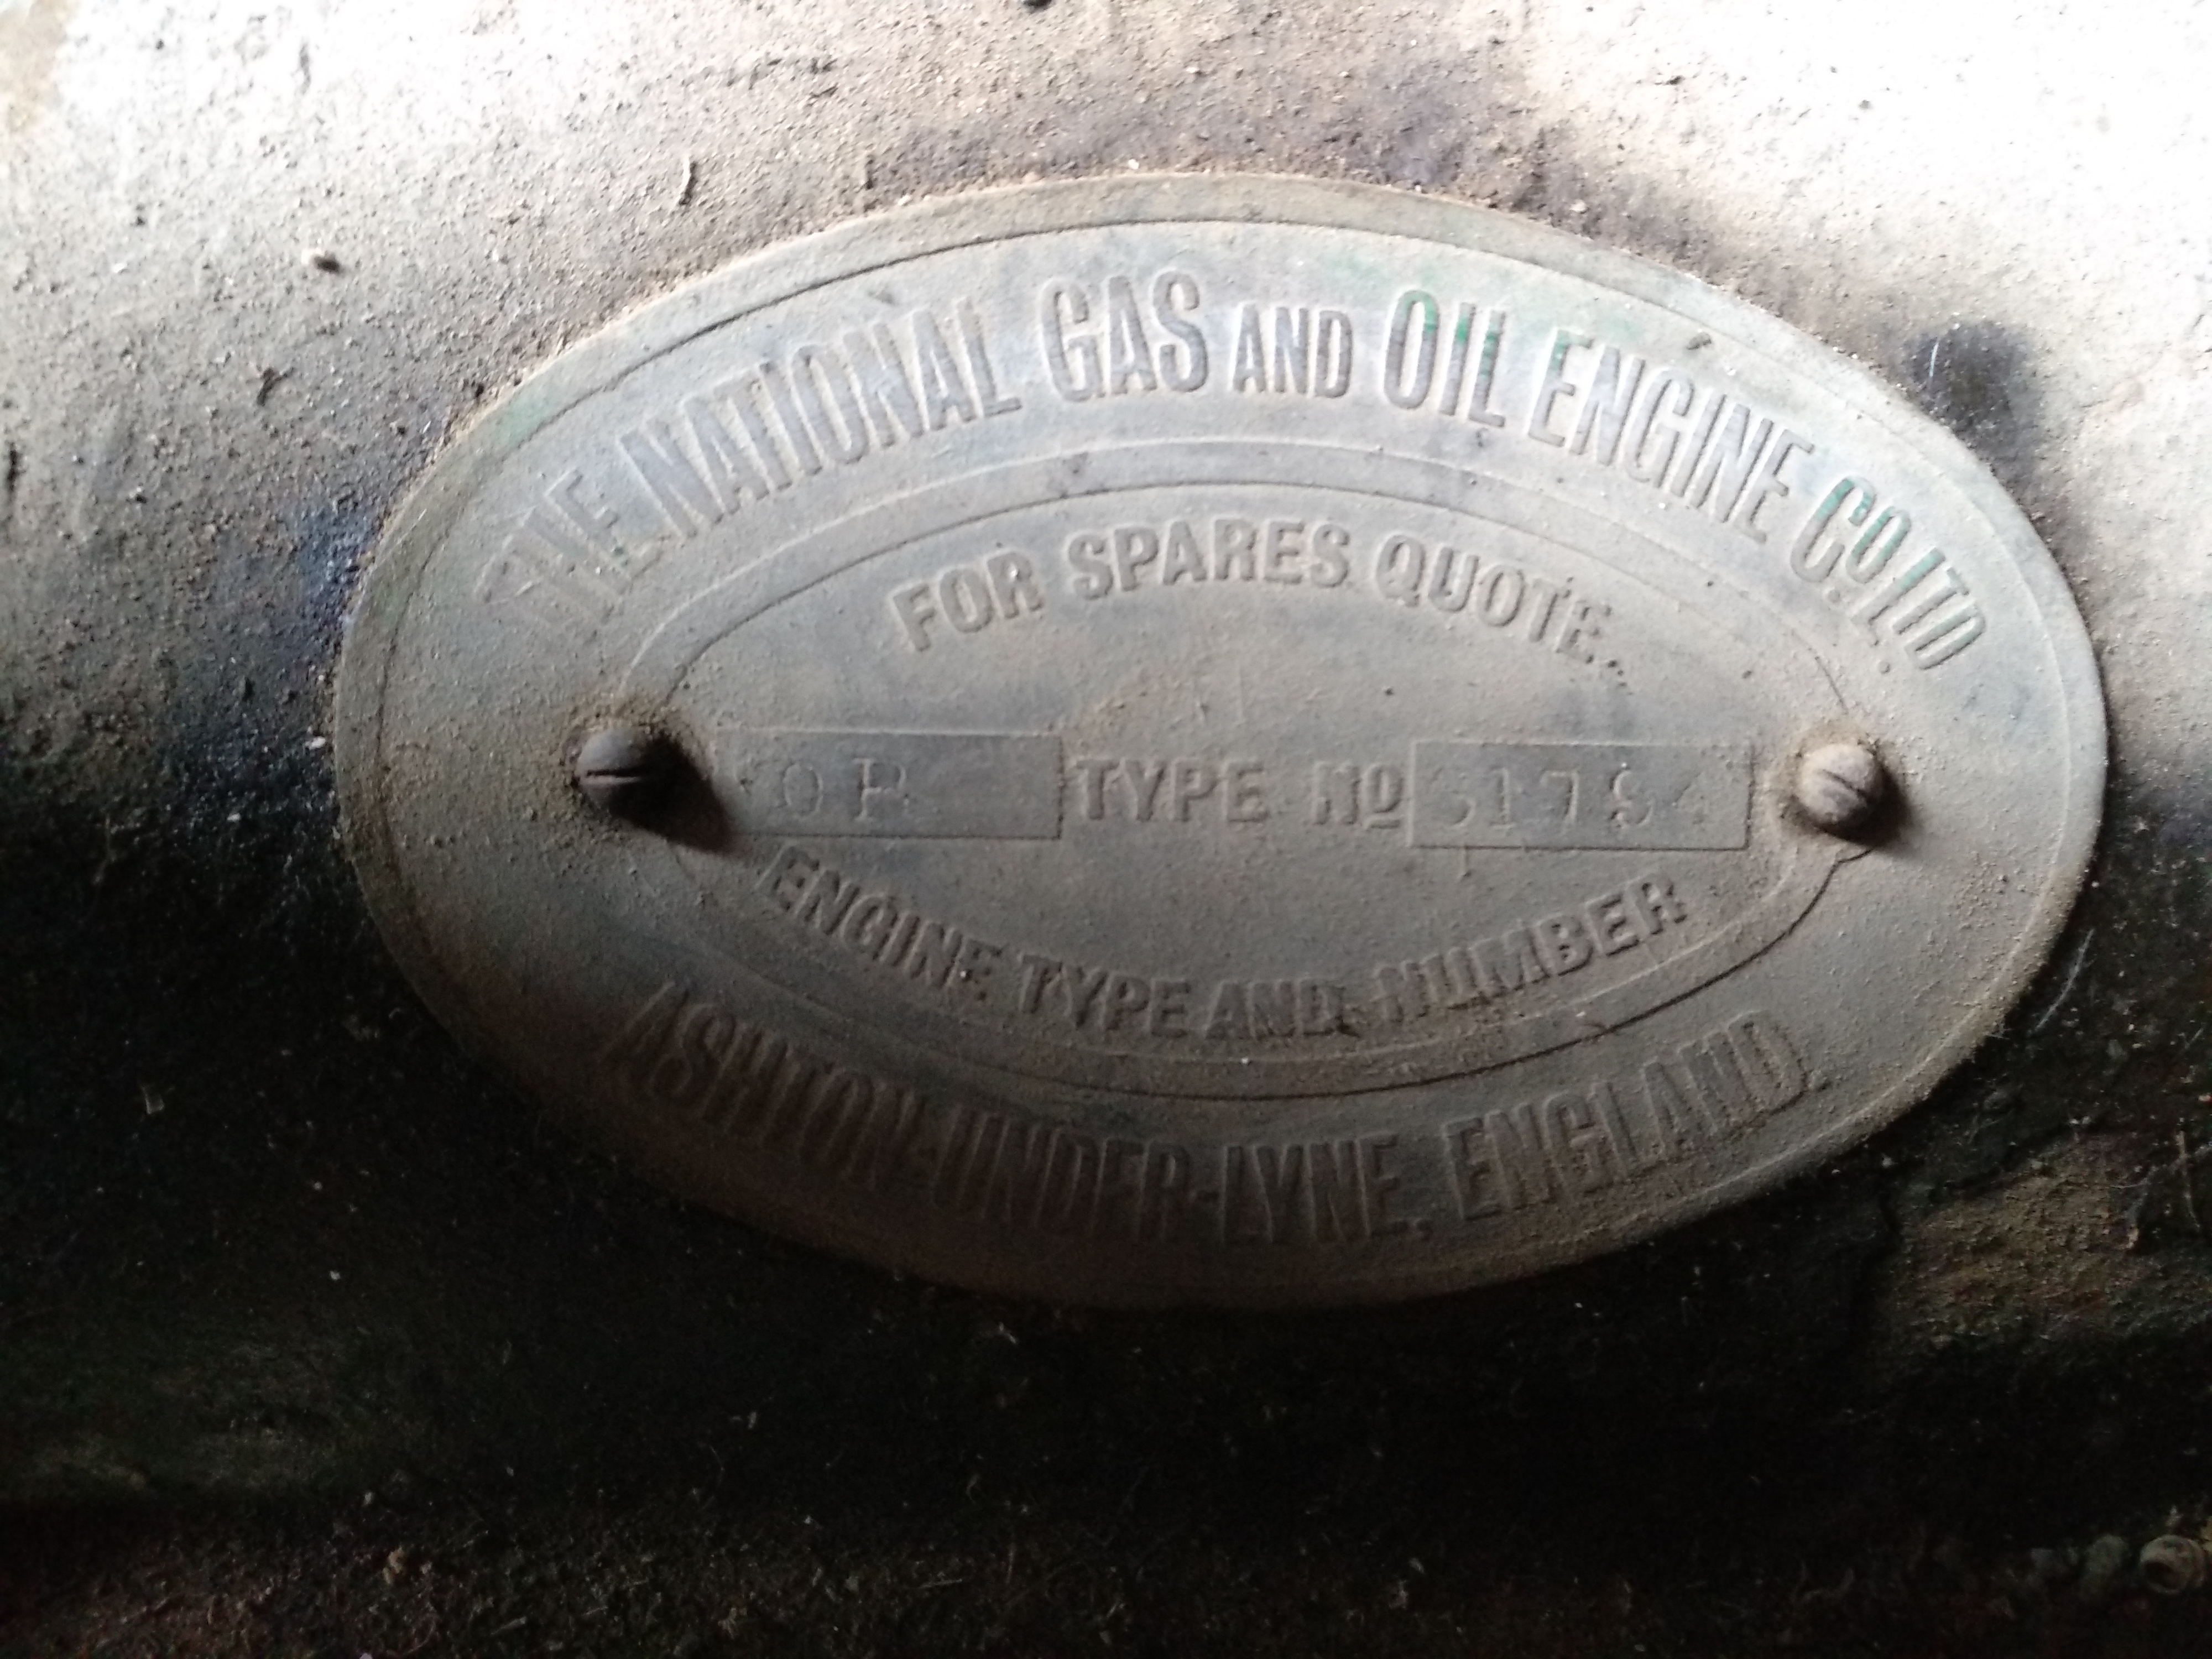 THE NATIONAL GAS AND OIL ENGINE CO. LTD.
FOR SPARES QUOTE.
TYPE No
ENGINE TYPE AND NUMBER
ASHTON-UNDER-LYNE, ENGLAND.